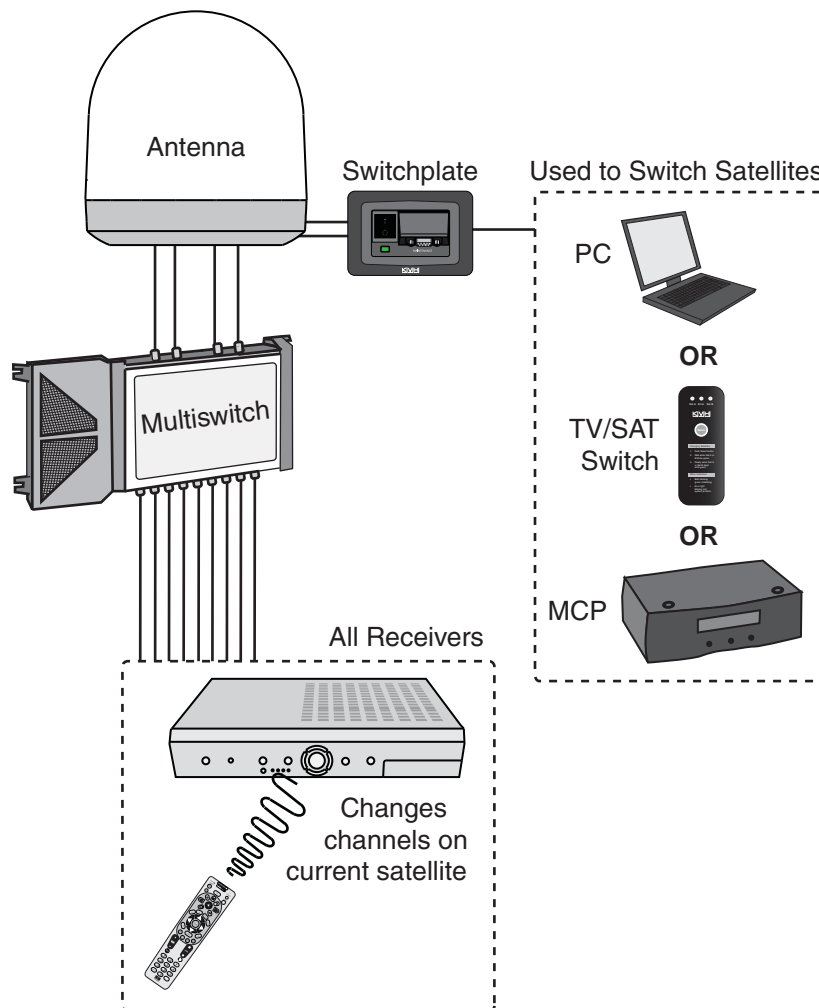 Antenna
Switchplate
Used to Switch Satellites
PC
OR
Multiswitch
TV/SAT
Switch
KVH
OR
MCP
All Receivers
Changes
channels on
current satellite